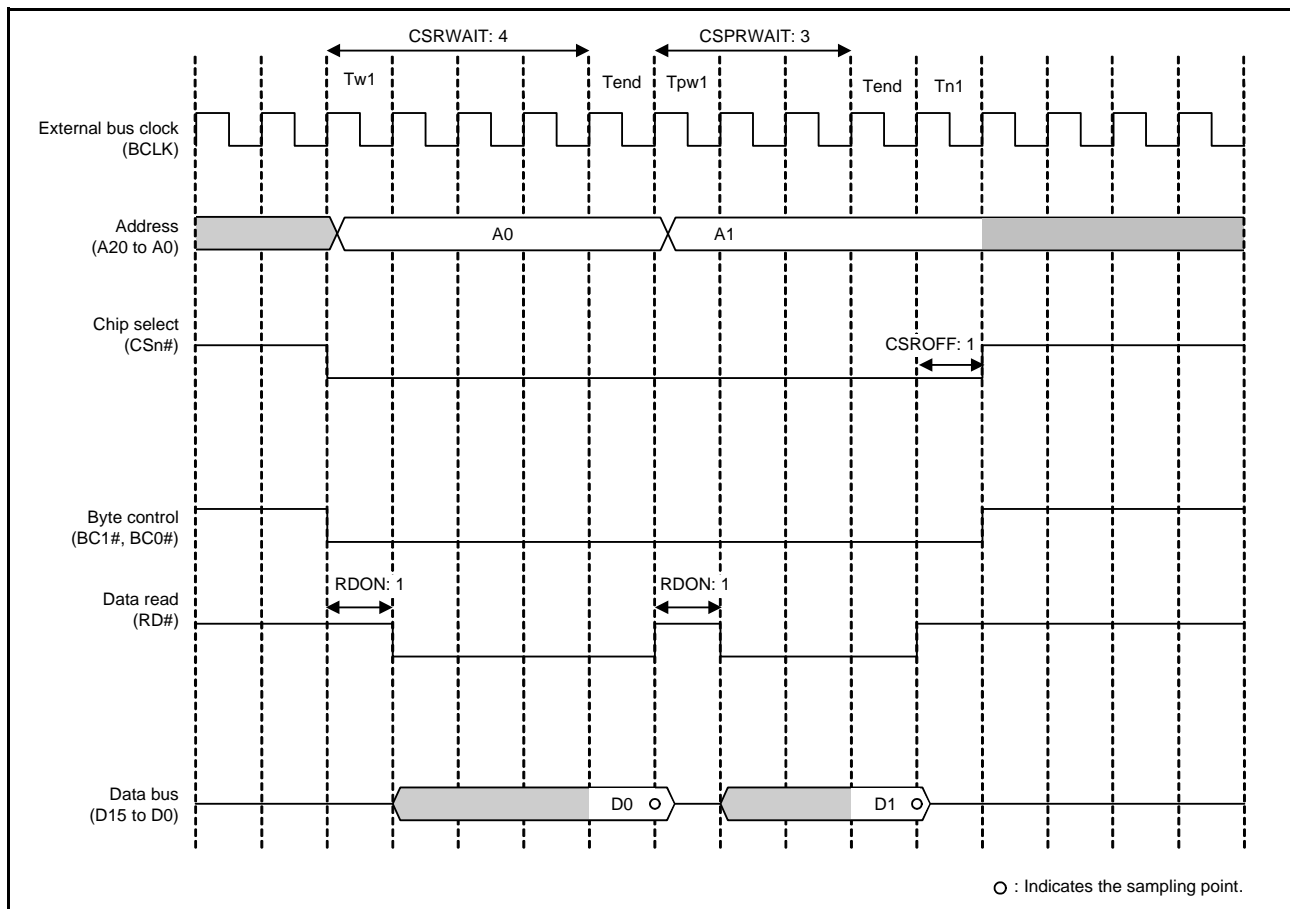 CSRWAIT: 4
CSPRWAIT: 3
Tw1
Tend
Tpw1
Tend
Tn1
External bus clock
(BCLK)
Address
(A20 to A0)
A0
A1
Chip select
(CSn#)
CSROFF: 1
Byte control
(BC1#, BC0#)
RDON: 1
RDON: 1
Data read
(RD#)
Data bus
(D15 to D0)
D0
D1
: Indicates the sampling point.